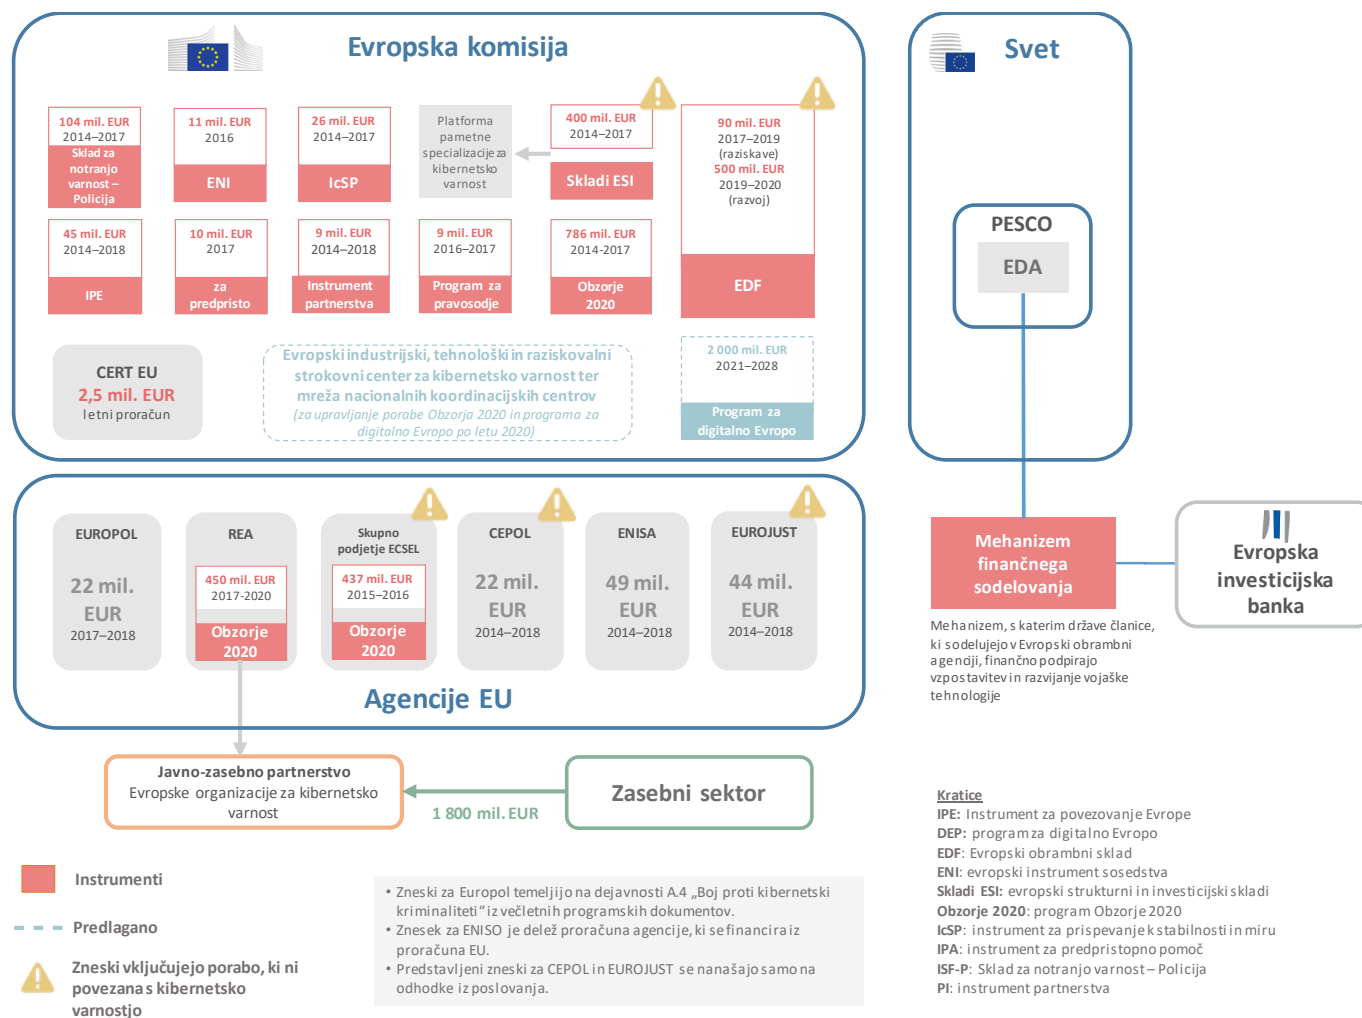 Evropska komisija
104 mil. EUR
2014–2017
Sklad za
notranjo
varnost –
Policija
11 mil. EUR
2016
ENI
26 mil. EUR
2014–2017
IcSP
Platforma
pametne
specializacije za
kibernetsko
varnost
400 mil. EUR
2014–2017
Skladi ESI
90 mil. EUR
2017–2019
(raziskave)
500 mil. EUR
2019–2020
(razvoj)
EDF
45 mil. EUR
2014–2018
IPE
10 mil. EUR
2017
za
predpristo
9 mil. EUR
2014–2018
Instrument
partnerstva
9 mil. EUR
2016–2017
Program za
pravosodje
786 mil. EUR
2014-2017
Obzorje
2020
CERT EU
2,5 mil. EUR
letni proračun
Evropski industrijski, tehnološki in raziskovalni
strokovni center za kibernetsko varnost ter
mreža nacionalnih koordinacijskih centrov
(za upravljanje porabe Obzorja 2020 in programa za
digitalno Evropo po letu 2020)
2 000 mil. EUR
2021–2028
Program za
digitalno Evropo
Svet
PESCO
EDA
EUROPOL
22 mil.
EUR
2017–2018
REA
450 mil. EUR
2017-2020
Obzorje
2020
Skupno
podjetje ECSEL
437 mil. EUR
2015–2016
Obzorje
2020
CEPOL
22 mil.
EUR
2014–2018
ENISA
49 mil.
EUR
2014–2018
EUROJUST
44 mil.
EUR
2014–2018
Agencije EU
Mehanizem
finančnega
sodelovanja
Evropska
investicijska
banka
Mehanizem, s katerim države članice,
ki sodelujejo v Evropski obrambni
agenciji, finančno podpirajo
vzpostavitev in razvijanje vojaške
tehnologije
Javno-zasebno partnerstvo
Evropske organizacije za kibernetsko
varnost
1 800 mil. EUR
Zasebni sektor
Instrumenti
Predlagano
Zneski vključujejo porabo, ki ni
povezana s kibernetsko
varnostjo
• Zneski za Europol temeljijo na dejavnosti A.4 „Boj proti kibernetski
kriminaliteti“ iz večletnih programskih dokumentov.
• Znesek za ENISO je delež proračuna agencije, ki se financira iz
proračuna EU.
• Predstavljeni zneski za CEPOL in EUROJUST se nanašajo samo na
odhodke iz poslovanja.
Kratice
IPE: Instrument za povezovanje Evrope
DEP: program za digitalno Evropo
EDF: Evropski obrambni sklad
ENI: evropski instrument sosedstva
Skladi ESI: evropski strukturni in investicijski skladi
Obzorje 2020: program Obzorje 2020
IcSP: instrument za prispevanje k stabilnosti in miru
IPA: instrument za predpristopno pomoč
ISF-P: Sklad za notranjo varnost – Policija
PI: instrument partnerstva